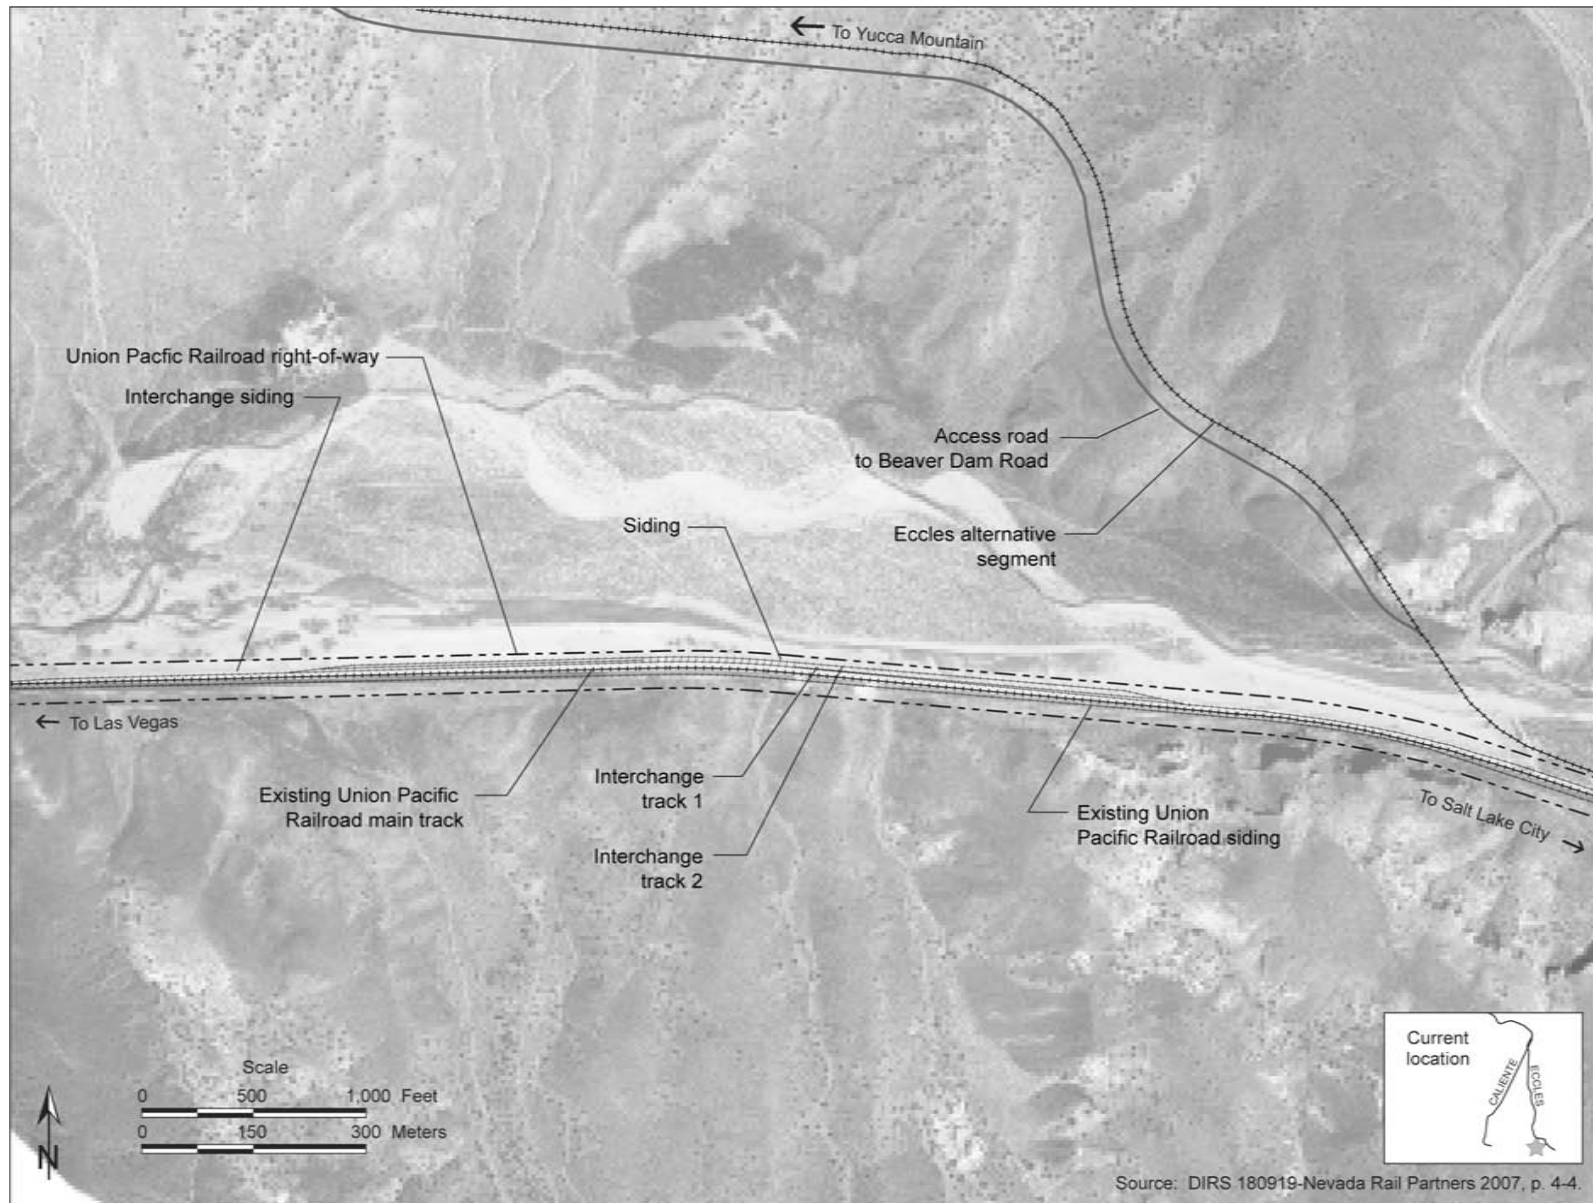 To Yucca Mountain
Union Pacfic Railroad right-of-way
Interchange siding
Access road
to Beaver Dam Road
Siding
Eccles alternative
segment
To Las Vegas
Interchange
track 1
Existing Union Pacific
Railroad main track
Existing Union
Pacific Railroad siding
To Salt Lake City
Interchange
track 2
Current
location
CALIENTE
ECCLES
Scale
0 500 1,000 Feet
0 150 300 Meters
N
Source: DIRS 180919-Nevada Rail Partners 2007, p. 4-4.